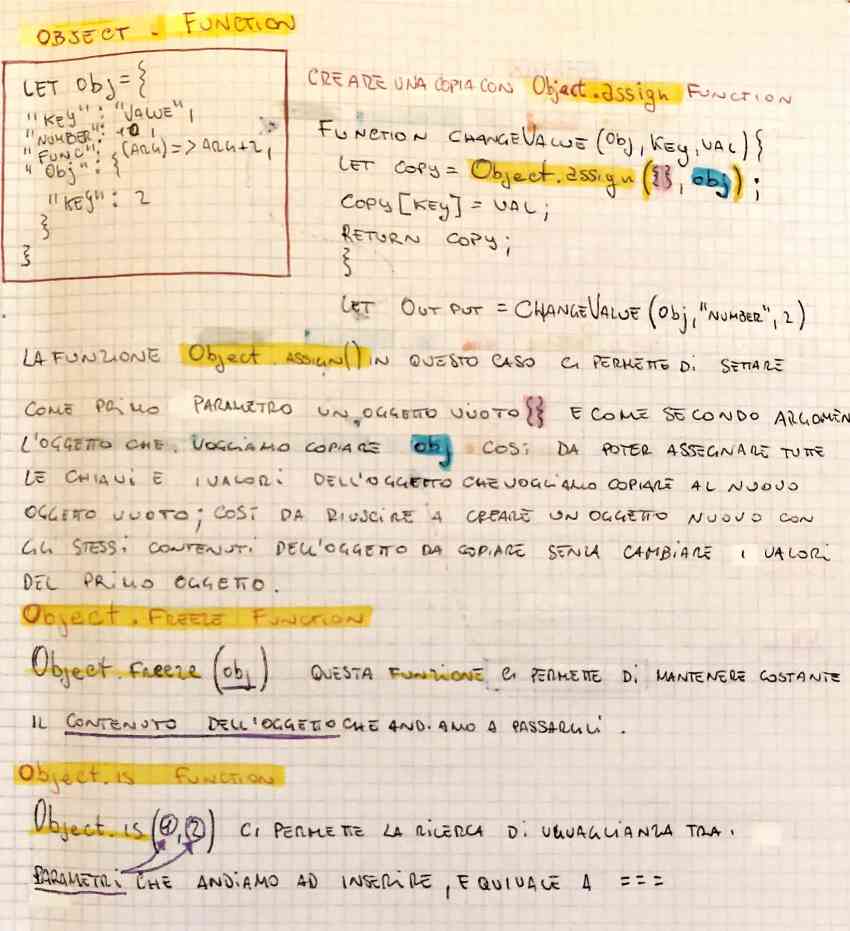 OBJECT . FUNCTION
LET Obj = {
"KEY": "VALUE",
"NUMBER": 10,
"FUNC": (ARG) => ARG+2,
"Obj": {
"KEY": 2
}
}
CREARE UNA COPIA CON Object.assign FUNCTION
FUNCTION CHANGEVALUE (Obj, KEY, VAL) {
LET COPY = Object.assign ({}, obj);
COPY [KEY] = VAL;
RETURN COPY;
}
LET OUTPUT = CHANGEVALUE (Obj, "NUMBER", 2)
LA FUNZIONE Object.ASSIGN() IN QUESTO CASO CI PERMETTE DI SETTARE
COME PRIMO PARAMETRO UN OGGETTO VUOTO {} E COME SECONDO ARGOMEN
L'OGGETTO CHE VOGLIAMO COPIARE obj COSÌ DA POTER ASSEGNARE TUTTE
LE CHIAVI E I VALORI DELL'OGGETTO CHE VOGLIAMO COPIARE AL NUOVO
OGGETTO VUOTO; COSÌ DA RIUSCIRE A CREARE UN OGGETTO NUOVO CON
GLI STESSI CONTENUTI DELL'OGGETTO DA COPIARE SENZA CAMBIARE I VALORI
DEL PRIMO OGGETTO.
Object.FREEZE FUNCTION
Object.Freeze (obj) QUESTA FUNZIONE CI PERMETTE DI MANTENERE COSTANTE
IL CONTENUTO DELL'OGGETTO CHE ANDIAMO A PASSARGLI.
Object.is FUNCTION
Object.is (1,2) CI PERMETTE LA RICERCA DI UGUAGLIANZA TRA I
PARAMETRI CHE ANDIAMO AD INSERIRE, EQUIVALE A ===